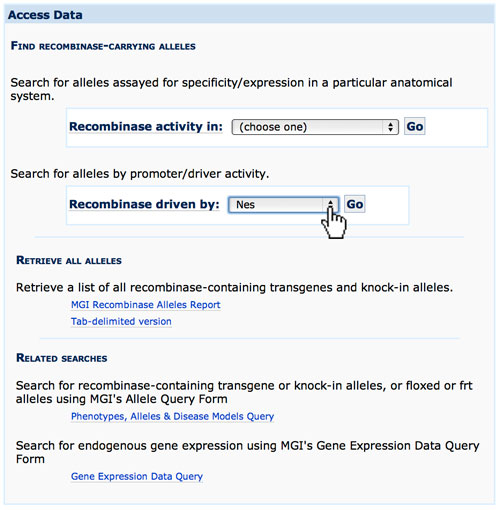 Access Data
Find recombinase-carrying alleles
Search for alleles assayed for specificity/expression in a particular anatomical
system.
Recombinase activity in: (choose one) Go
Search for alleles by promoter/driver activity.
Recombinase driven by: Nes Go
Retrieve all alleles
Retrieve a list of all recombinase-containing transgenes and knock-in alleles.
MGI Recombinase Alleles Report
Tab-delimited version
Related searches
Search for recombinase-containing transgene or knock-in alleles, or floxed or frt
alleles using MGI's Allele Query Form
Phenotypes, Alleles & Disease Models Query
Search for endogenous gene expression using MGI's Gene Expression Data Query
Form
Gene Expression Data Query